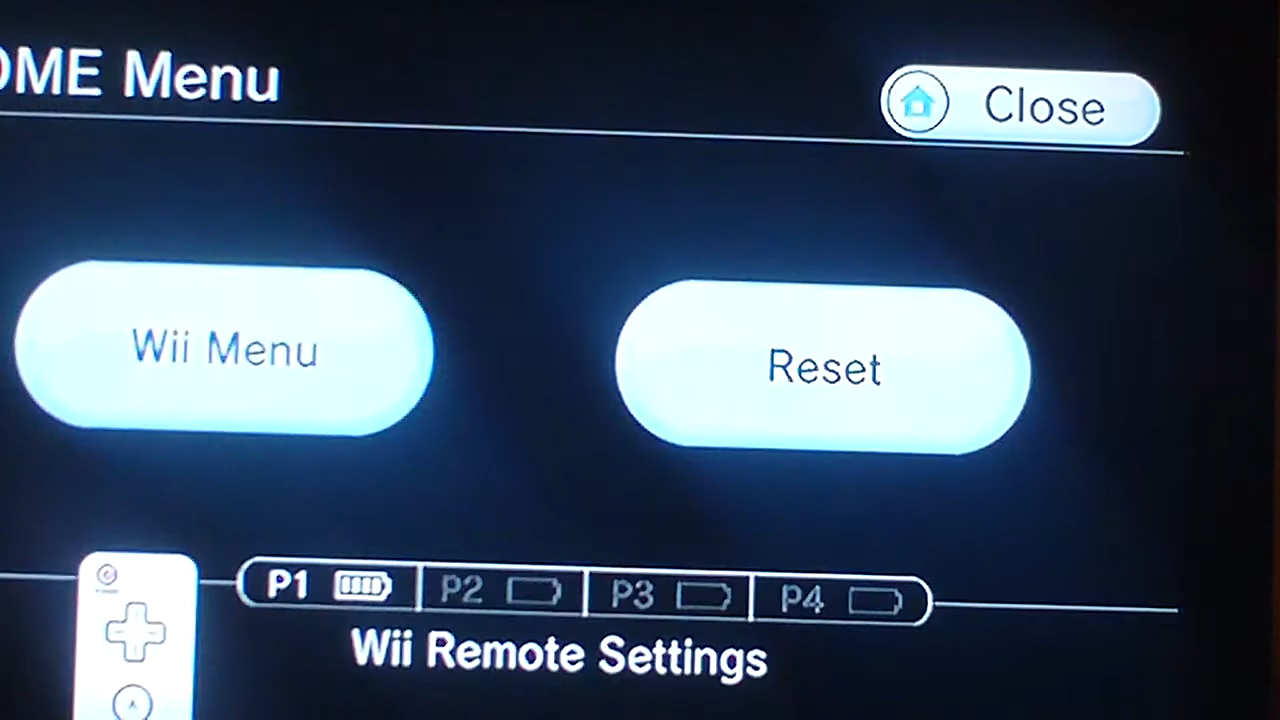 OME Menu
Close
Wii Menu
Reset
P1 P2 P3 P4
Wii Remote Settings
A